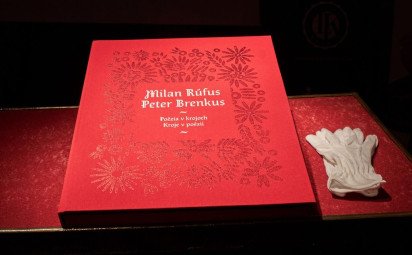 Milan Rúfus
Peter Brenkus
~
Poézia v krojoch
Kroje v poézii
~